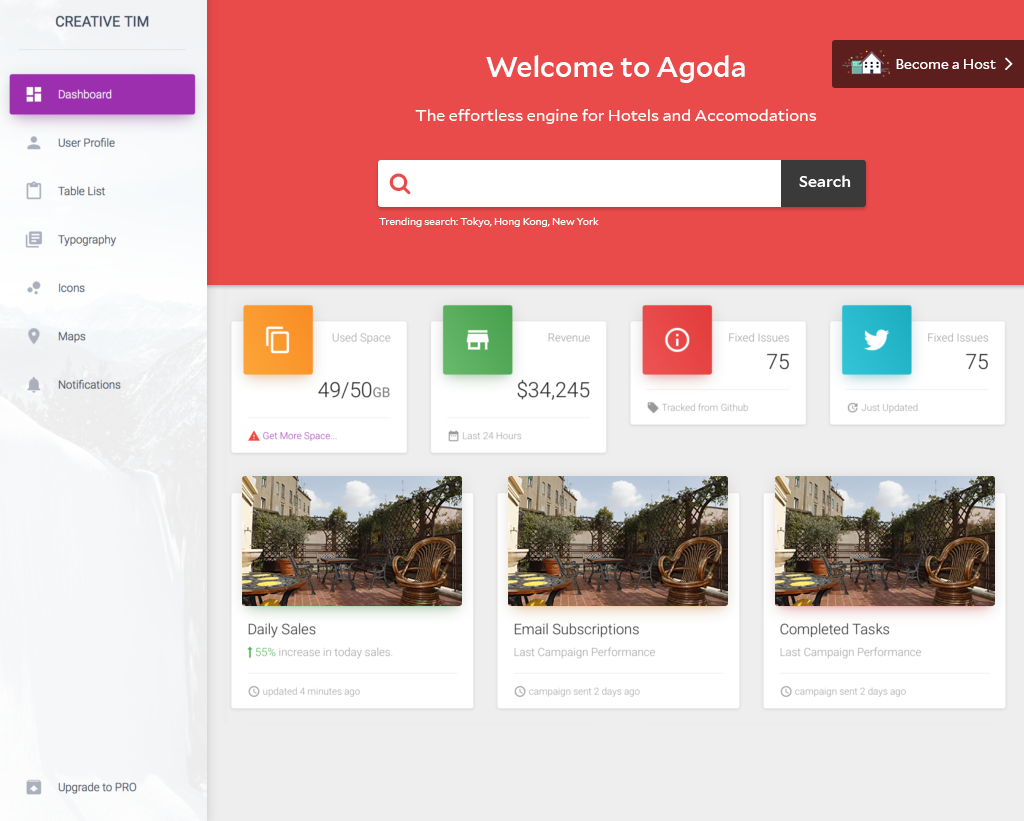 CREATIVE TIM
Dashboard
User Profile
Table List
Typography
Icons
Maps
Notifications
Upgrade to PRO
Become a Host
Welcome to Agoda
The effortless engine for Hotels and Accomodations
Search
Trending search: Tokyo, Hong Kong, New York
Used Space
49/50GB
Get More Space...
Revenue
$34,245
Last 24 Hours
Fixed Issues
75
Tracked from Github
Fixed Issues
75
Just Updated
Daily Sales
55% increase in today sales.
updated 4 minutes ago
Email Subscriptions
Last Campaign Performance
campaign sent 2 days ago
Completed Tasks
Last Campaign Performance
campaign sent 2 days ago